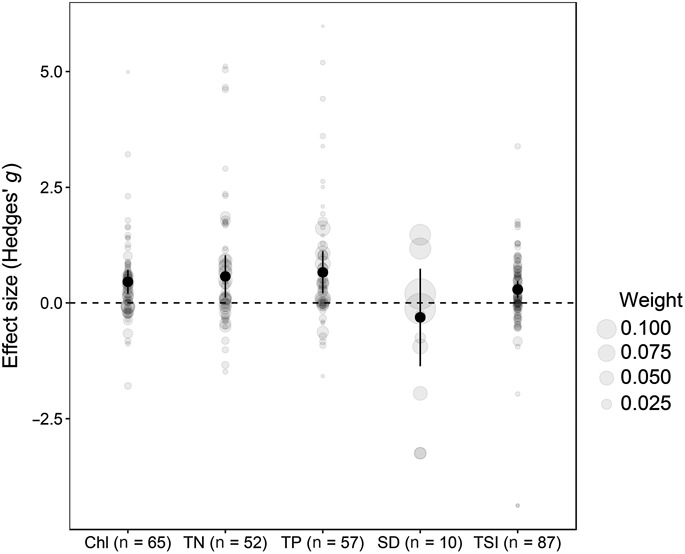 Effect size (Hedges' g)
5.0
2.5
0.0
−2.5
Chl (n = 65) TN (n = 52) TP (n = 57) SD (n = 10) TSI (n = 87)
Weight
0.100
0.075
0.050
0.025